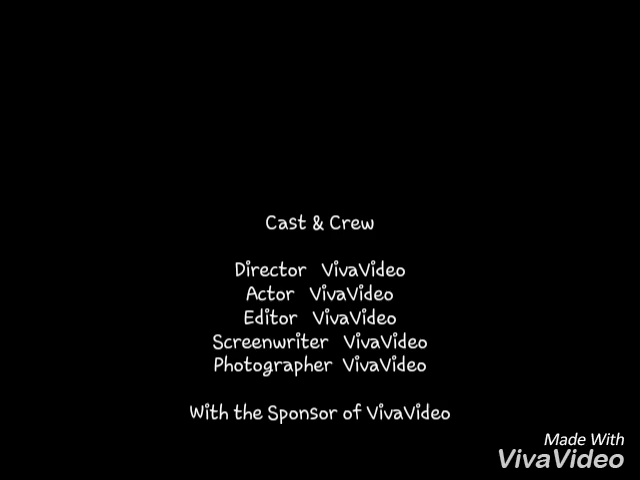 Cast & Crew
Director VivaVideo
Actor VivaVideo
Editor VivaVideo
Screenwriter VivaVideo
Photographer VivaVideo
With the Sponsor of VivaVideo
Made With
VivaVideo